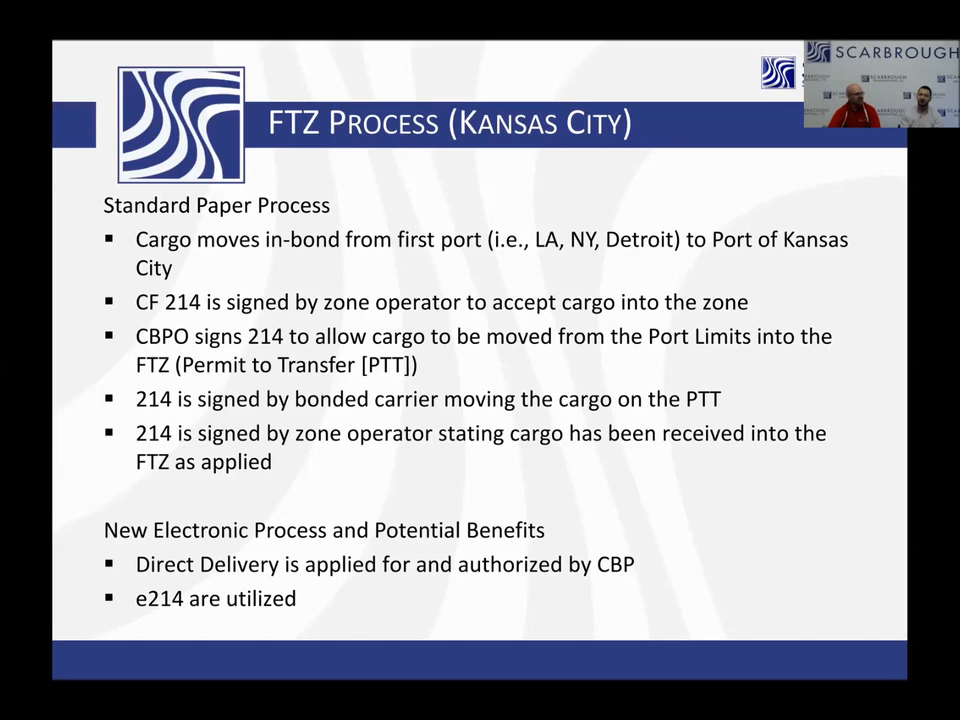 SCARBROUGH
FTZ PROCESS (KANSAS CITY)
Standard Paper Process
▪ Cargo moves in-bond from first port (i.e., LA, NY, Detroit) to Port of Kansas
City
▪ CF 214 is signed by zone operator to accept cargo into the zone
▪ CBPO signs 214 to allow cargo to be moved from the Port Limits into the
FTZ (Permit to Transfer [PTT])
▪ 214 is signed by bonded carrier moving the cargo on the PTT
▪ 214 is signed by zone operator stating cargo has been received into the
FTZ as applied
New Electronic Process and Potential Benefits
▪ Direct Delivery is applied for and authorized by CBP
▪ e214 are utilized